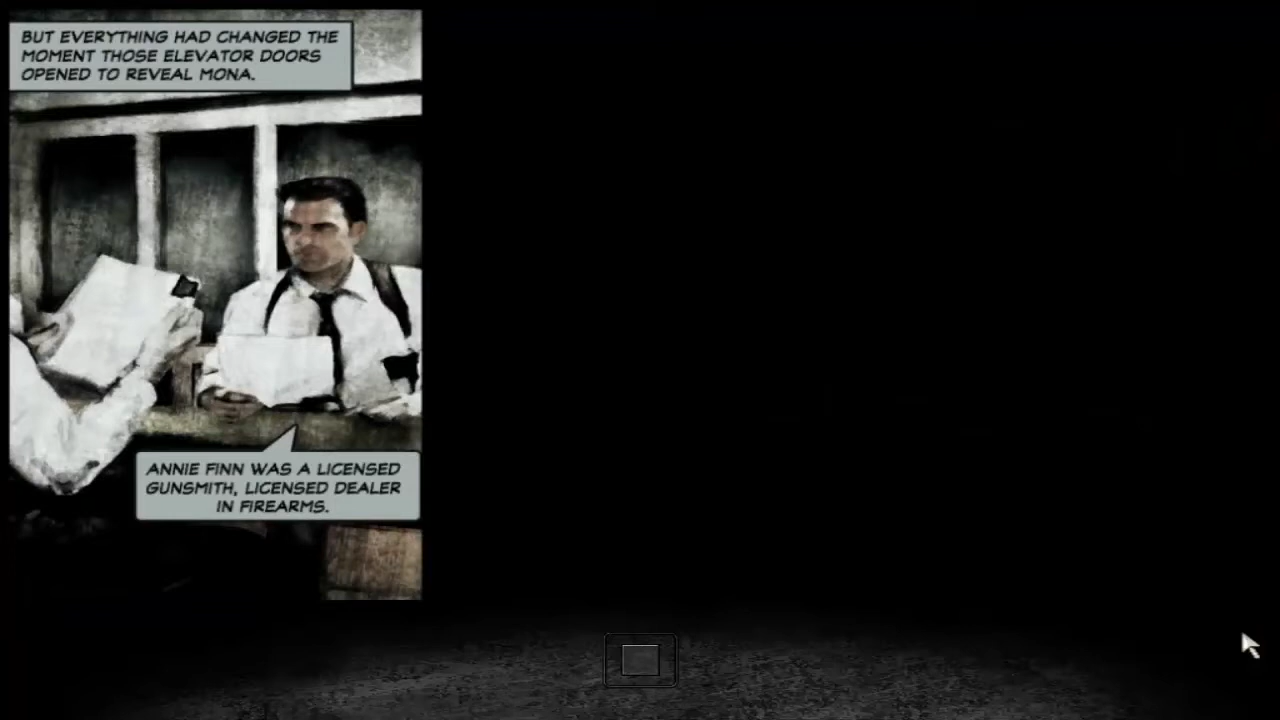 BUT EVERYTHING HAD CHANGED THE
MOMENT THOSE ELEVATOR DOORS
OPENED TO REVEAL MONA.
ANNIE FINN WAS A LICENSED
GUNSMITH, LICENSED DEALER
IN FIREARMS.